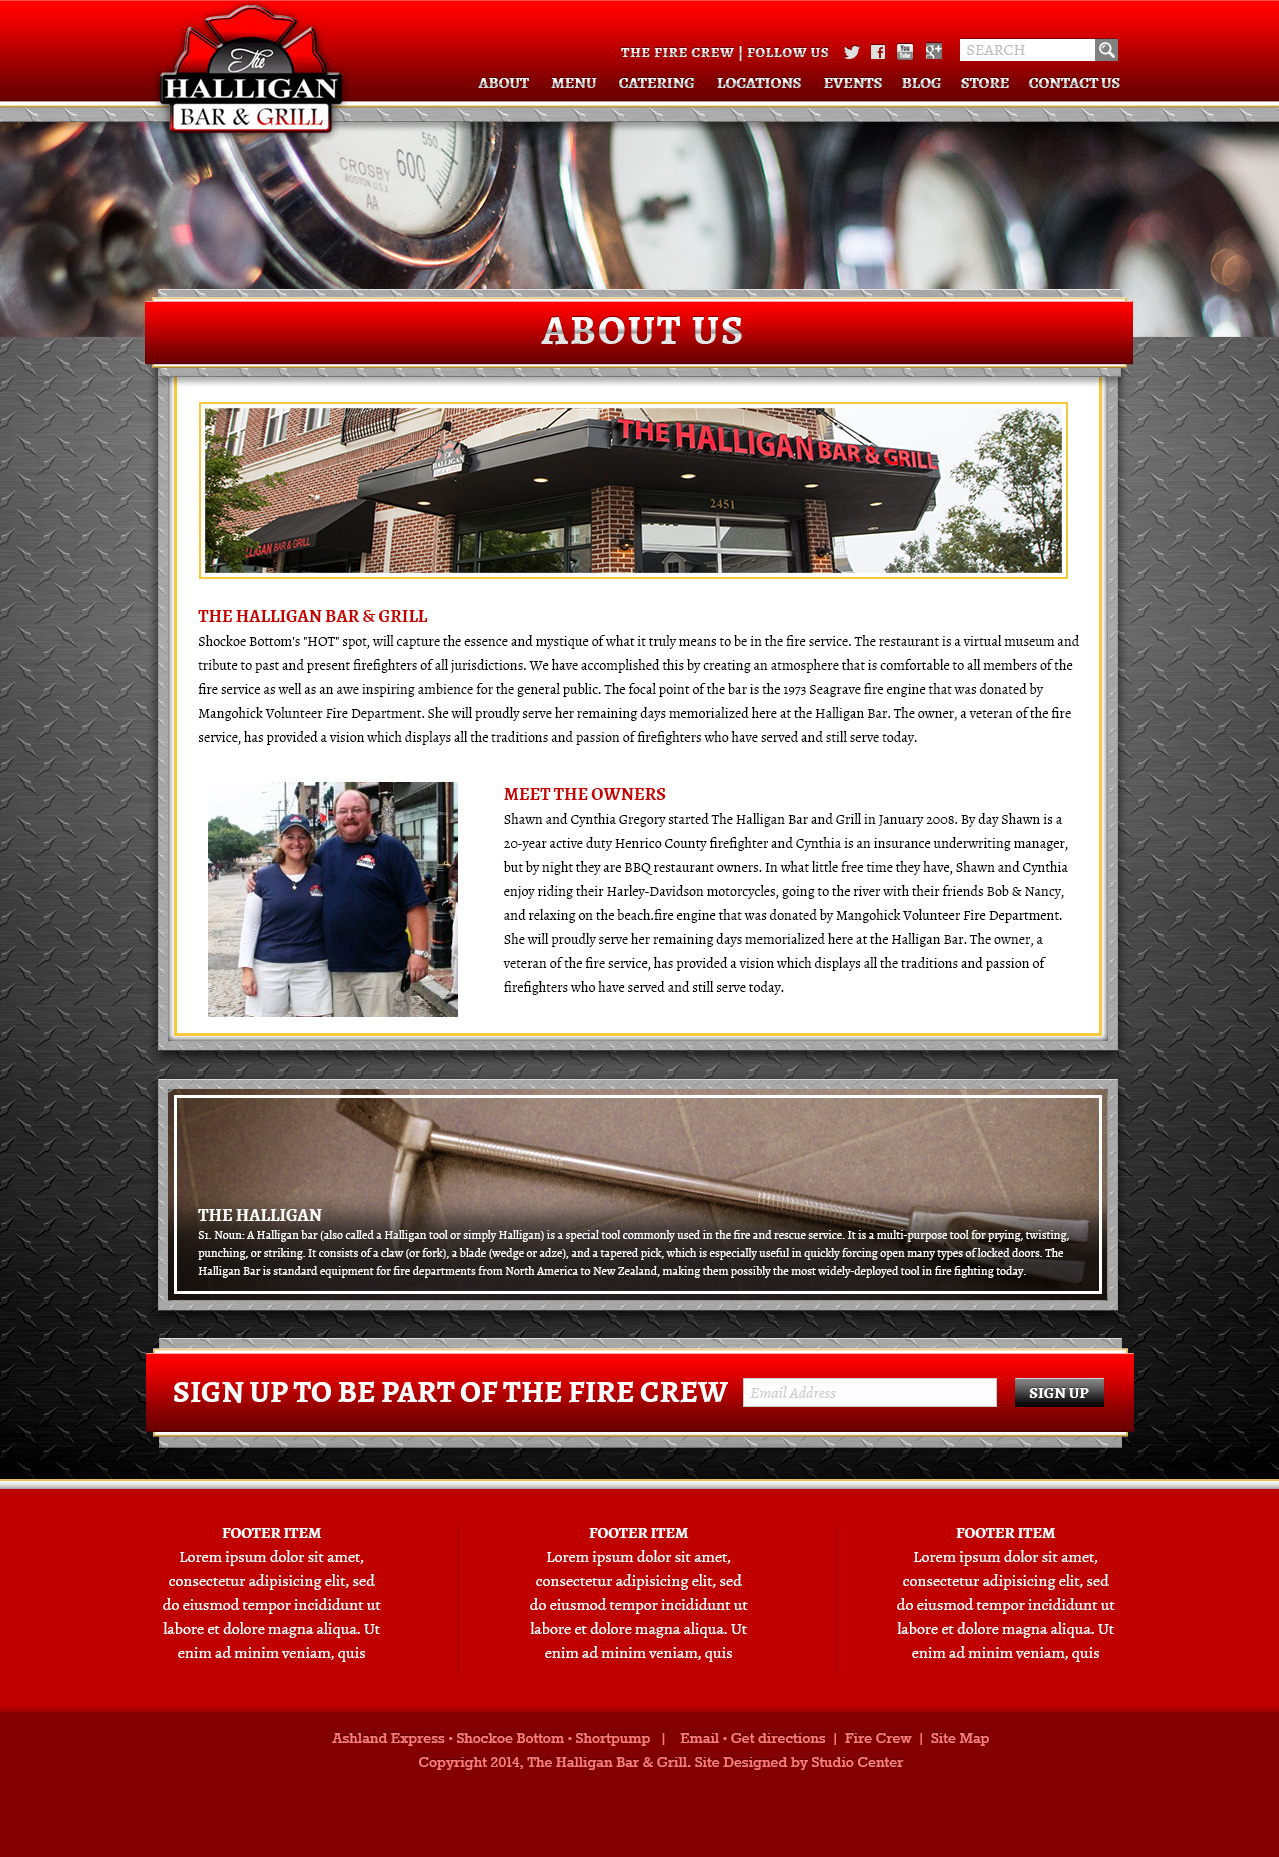 The
HALLIGAN
BAR & GRILL
THE FIRE CREW | FOLLOW US
You
Tube
SEARCH
ABOUT MENU CATERING LOCATIONS EVENTS BLOG STORE CONTACT US
550
600
CROSBY
BOSTON, U.S.A
AA
ABOUT US
THE HALLIGAN BAR & GRILL
HALLIGAN
2451
LLIGAN BAR & GRILL
THE HALLIGAN BAR & GRILL
Shockoe Bottom's "HOT" spot, will capture the essence and mystique of what it truly means to be in the fire service. The restaurant is a virtual museum and
tribute to past and present firefighters of all jurisdictions. We have accomplished this by creating an atmosphere that is comfortable to all members of the
fire service as well as an awe inspiring ambience for the general public. The focal point of the bar is the 1973 Seagrave fire engine that was donated by
Mangohick Volunteer Fire Department. She will proudly serve her remaining days memorialized here at the Halligan Bar. The owner, a veteran of the fire
service, has provided a vision which displays all the traditions and passion of firefighters who have served and still serve today.
MEET THE OWNERS
Shawn and Cynthia Gregory started The Halligan Bar and Grill in January 2008. By day Shawn is a
20-year active duty Henrico County firefighter and Cynthia is an insurance underwriting manager,
but by night they are BBQ restaurant owners. In what little free time they have, Shawn and Cynthia
enjoy riding their Harley-Davidson motorcycles, going to the river with their friends Bob & Nancy,
and relaxing on the beach.fire engine that was donated by Mangohick Volunteer Fire Department.
She will proudly serve her remaining days memorialized here at the Halligan Bar. The owner, a
veteran of the fire service, has provided a vision which displays all the traditions and passion of
firefighters who have served and still serve today.
THE HALLIGAN
S1. Noun: A Halligan bar (also called a Halligan tool or simply Halligan) is a special tool commonly used in the fire and rescue service. It is a multi-purpose tool for prying, twisting,
punching, or striking. It consists of a claw (or fork), a blade (wedge or adze), and a tapered pick, which is especially useful in quickly forcing open many types of locked doors. The
Halligan Bar is standard equipment for fire departments from North America to New Zealand, making them possibly the most widely-deployed tool in fire fighting today.
SIGN UP TO BE PART OF THE FIRE CREW Email Address SIGN UP
FOOTER ITEM
Lorem ipsum dolor sit amet,
consectetur adipisicing elit, sed
do eiusmod tempor incididunt ut
labore et dolore magna aliqua. Ut
enim ad minim veniam, quis
FOOTER ITEM
Lorem ipsum dolor sit amet,
consectetur adipisicing elit, sed
do eiusmod tempor incididunt ut
labore et dolore magna aliqua. Ut
enim ad minim veniam, quis
FOOTER ITEM
Lorem ipsum dolor sit amet,
consectetur adipisicing elit, sed
do eiusmod tempor incididunt ut
labore et dolore magna aliqua. Ut
enim ad minim veniam, quis
Ashland Express • Shockoe Bottom • Shortpump | Email • Get directions | Fire Crew | Site Map
Copyright 2014, The Halligan Bar & Grill. Site Designed by Studio Center